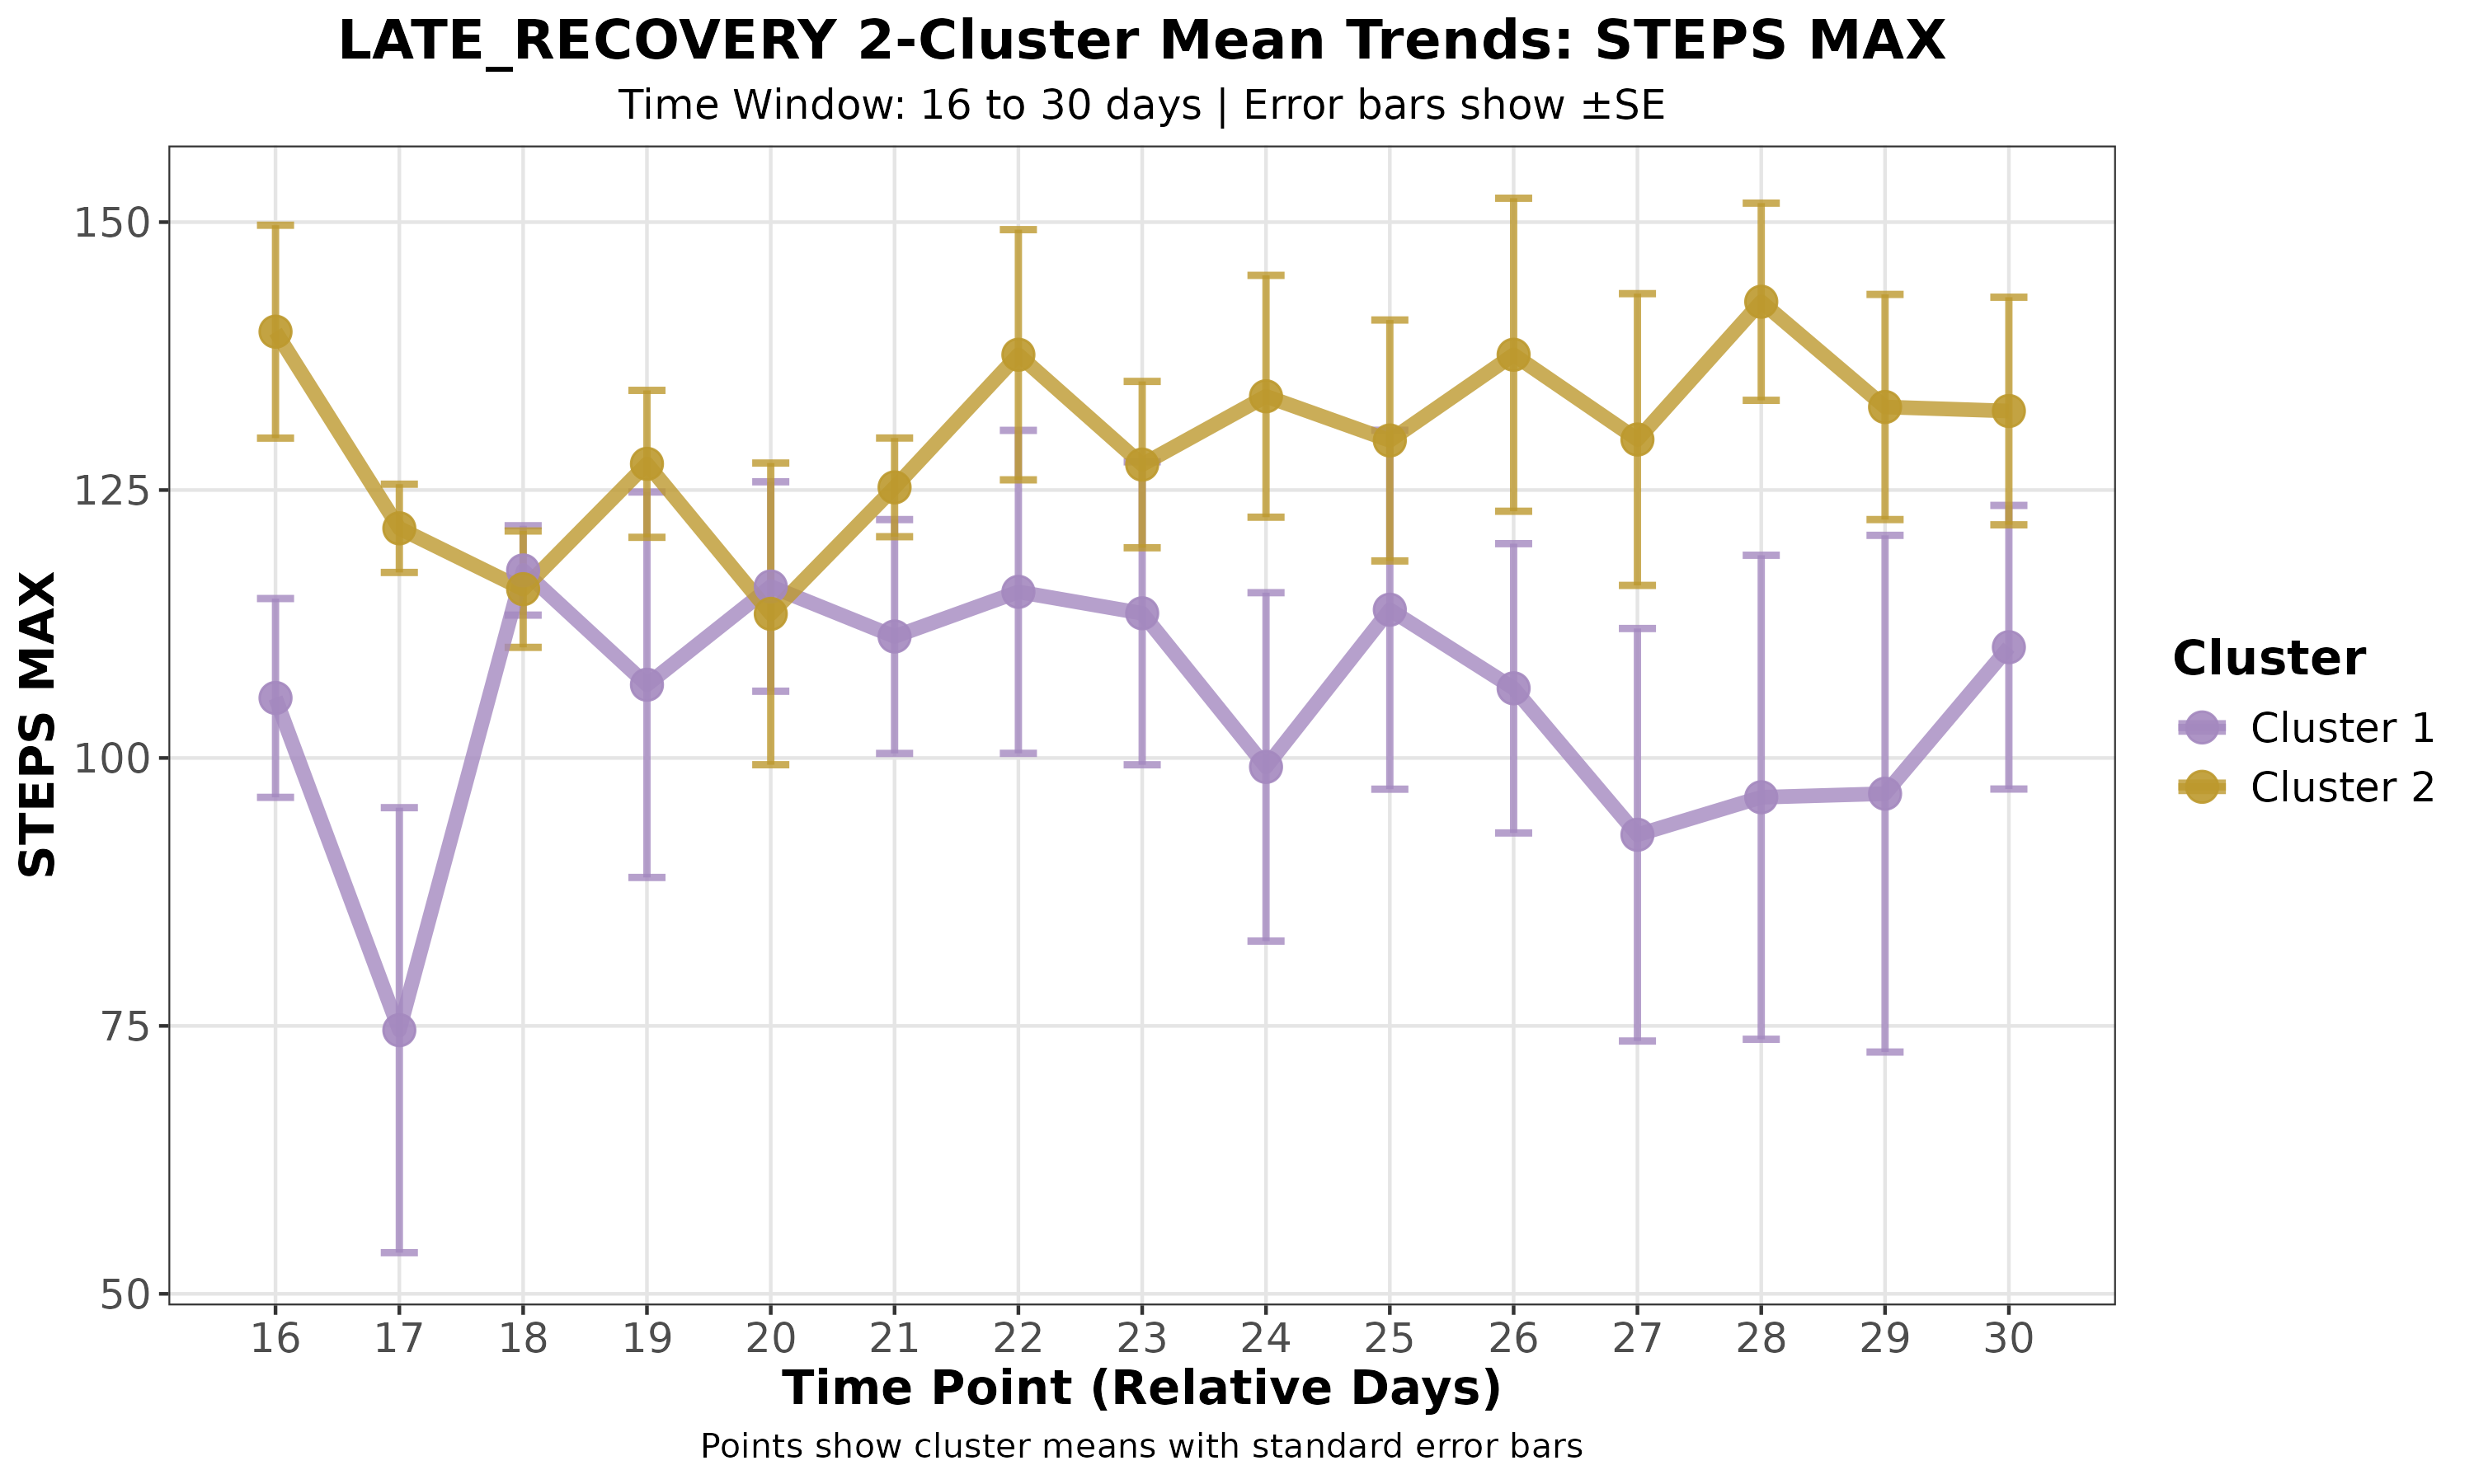 LATE_RECOVERY 2-Cluster Mean Trends: STEPS MAX
Time Window: 16 to 30 days | Error bars show ±SE
STEPS MAX
150
125
100
75
50
16 17 18 19 20 21 22 23 24 25 26 27 28 29 30
Time Point (Relative Days)
Points show cluster means with standard error bars
Cluster
Cluster 1
Cluster 2